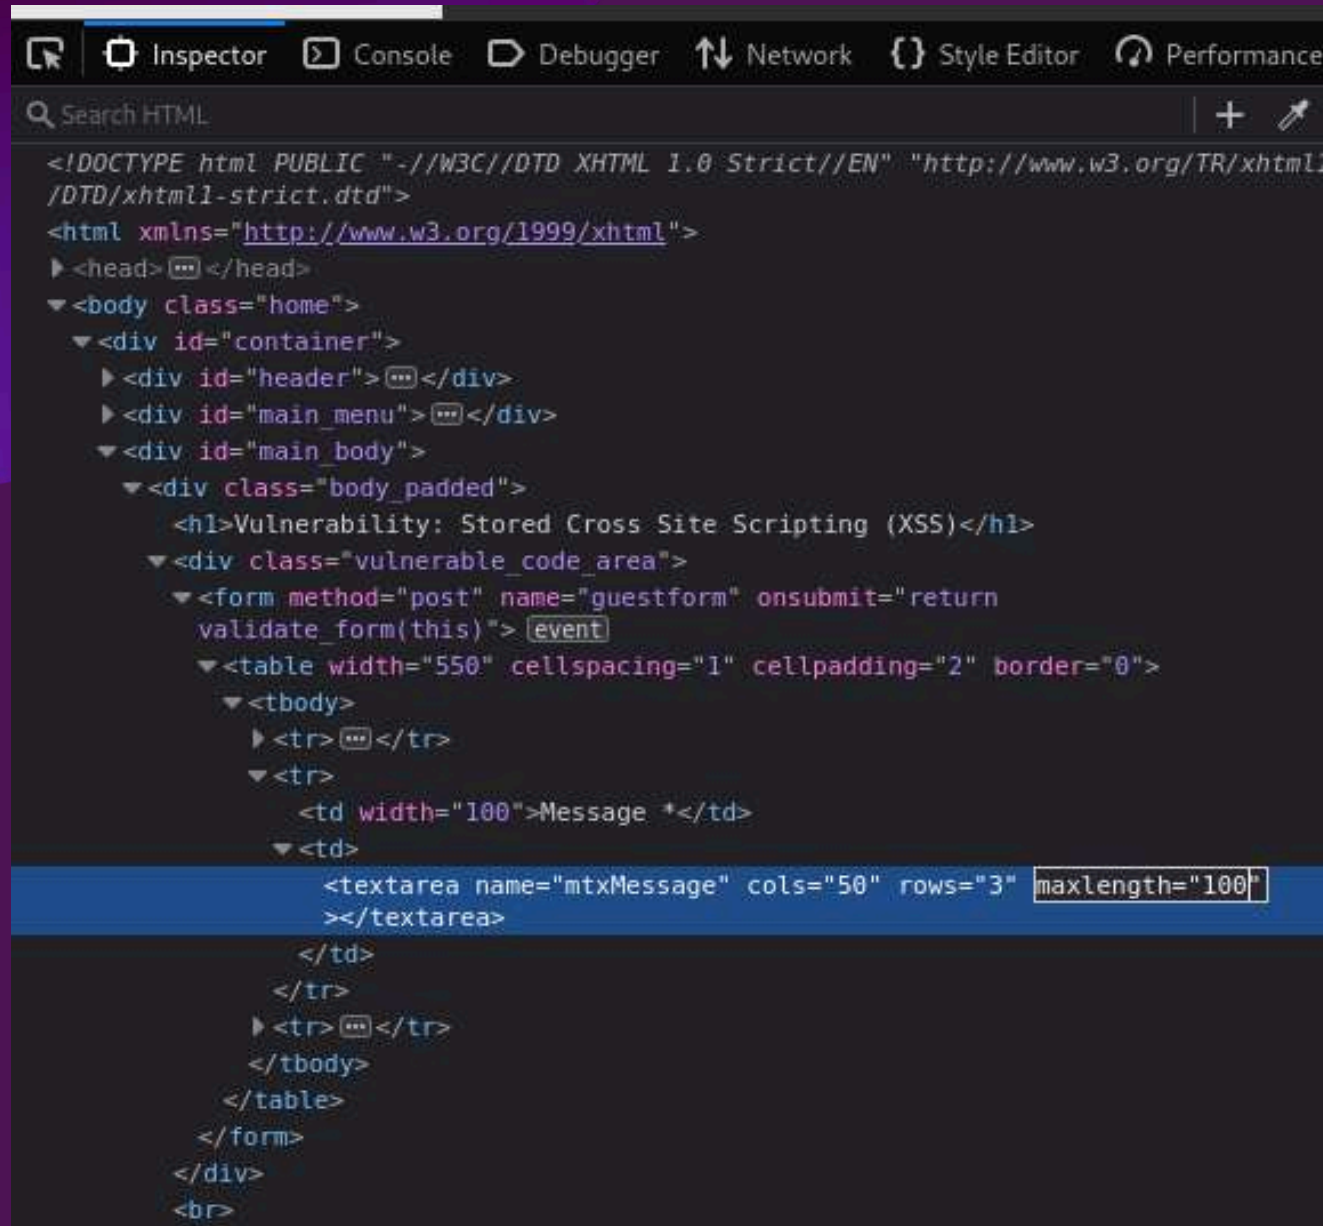 Inspector Console Debugger Network Style Editor Performance
Search HTML
<!DOCTYPE html PUBLIC "-//W3C//DTD XHTML 1.0 Strict//EN" "http://www.w3.org/TR/xhtml1
/DTD/xhtml1-strict.dtd">
<html xmlns="http://www.w3.org/1999/xhtml">
<head> ••• </head>
<body class="home">
<div id="container">
<div id="header"> ••• </div>
<div id="main_menu"> ••• </div>
<div id="main_body">
<div class="body_padded">
<h1>Vulnerability: Stored Cross Site Scripting (XSS)</h1>
<div class="vulnerable_code_area">
<form method="post" name="guestform" onsubmit="return
validate_form(this)"> event
<table width="550" cellspacing="1" cellpadding="2" border="0">
<tbody>
<tr> ••• </tr>
<tr>
<td width="100">Message *</td>
<td>
<textarea name="mtxMessage" cols="50" rows="3" maxlength="100"
></textarea>
</td>
</tr>
<tr> ••• </tr>
</tbody>
</table>
</form>
</div>
<br>